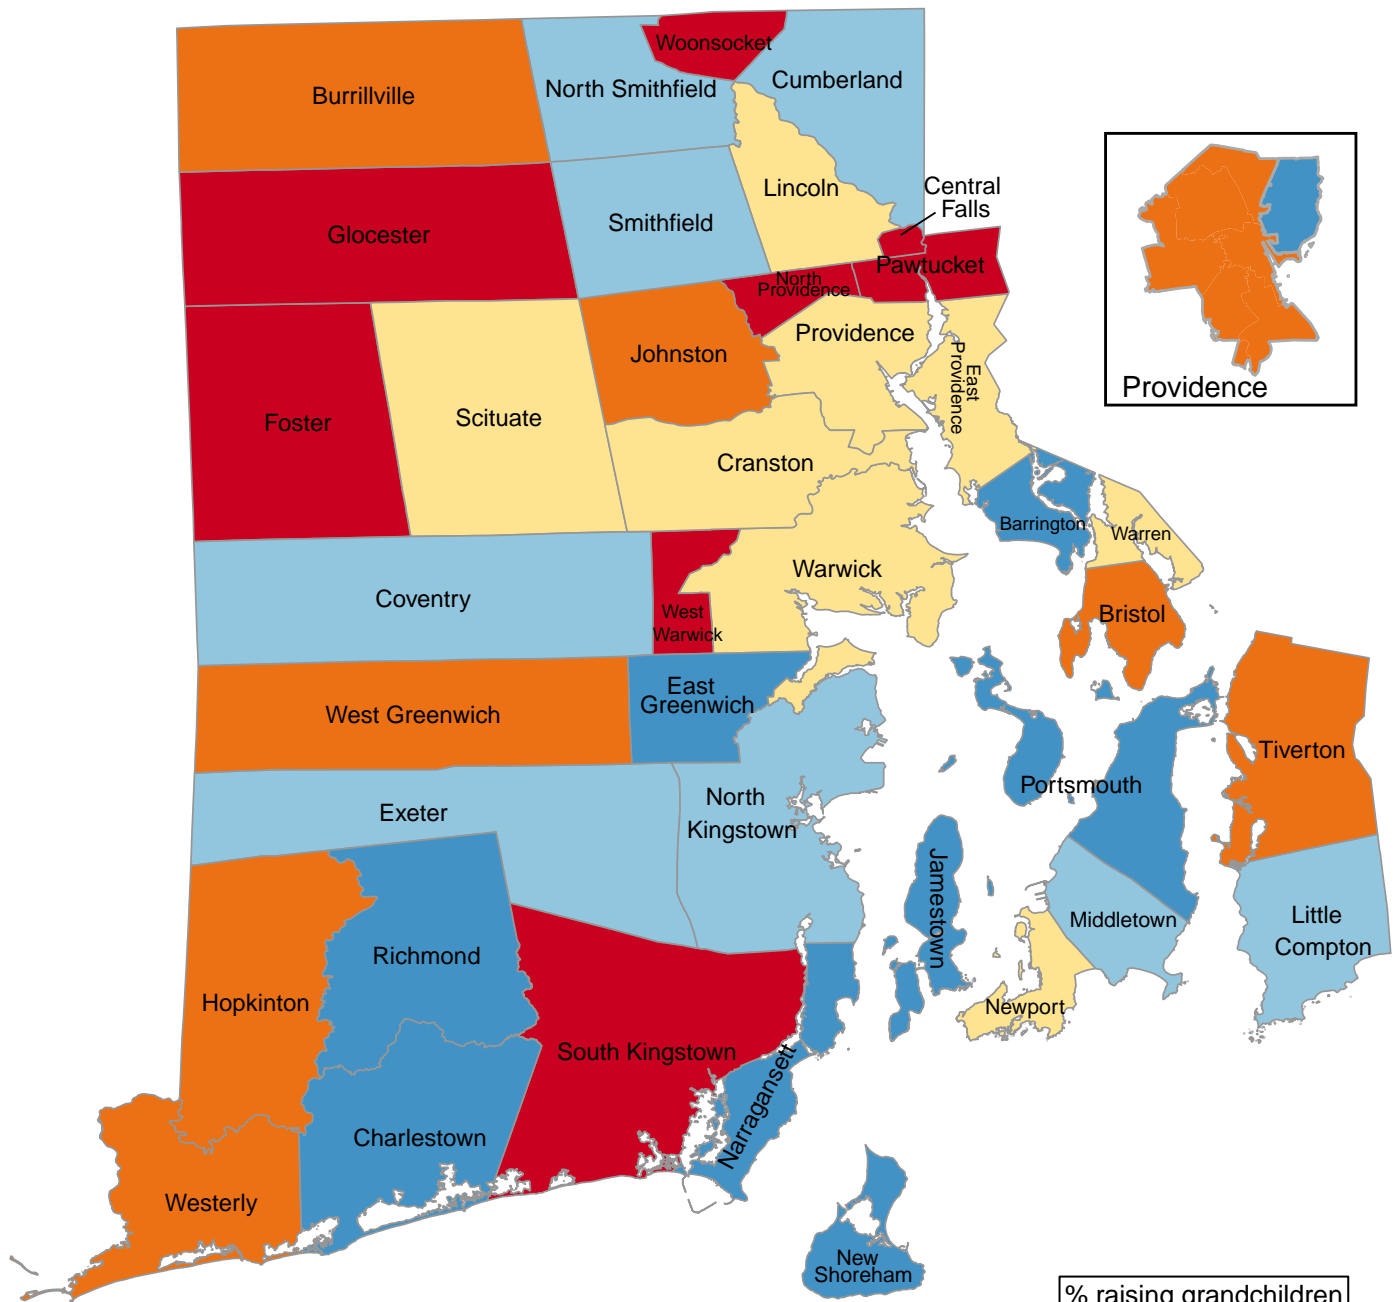 Woonsocket
Cumberland
North Smithfield
Burrillville
Lincoln
Central
Falls
Smithfield
Glocester
Pawtucket
North
Providence
Providence
Johnston
East
Providence
Providence
Scituate
Foster
Cranston
Barrington
Warren
Warwick
Coventry
West
Warwick
Bristol
East
Greenwich
West Greenwich
Tiverton
Portsmouth
North
Kingstown
Exeter
Jamestown
Middletown
Little
Compton
Richmond
Hopkinton
Newport
South Kingstown
Narragansett
Charlestown
Westerly
New
Shoreham
% raising grandchildren